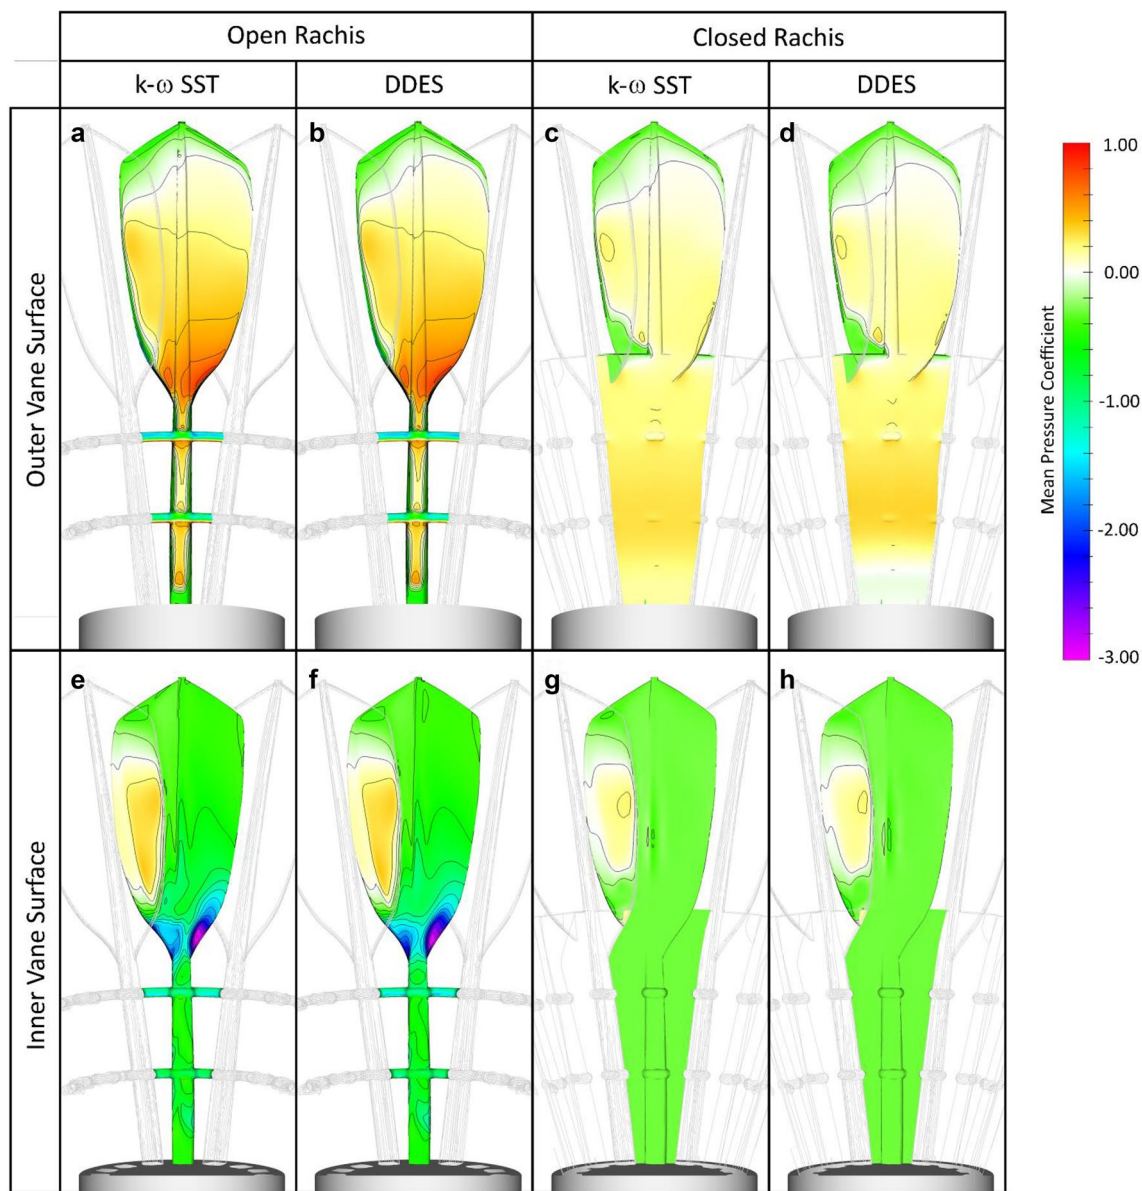 Open Rachis
Closed Rachis
k-ω SST
DDES
k-ω SST
DDES
Outer Vane Surface
a
b
c
d
Inner Vane Surface
e
f
g
h
Mean Pressure Coefficient
1.00
0.00
-1.00
-2.00
-3.00